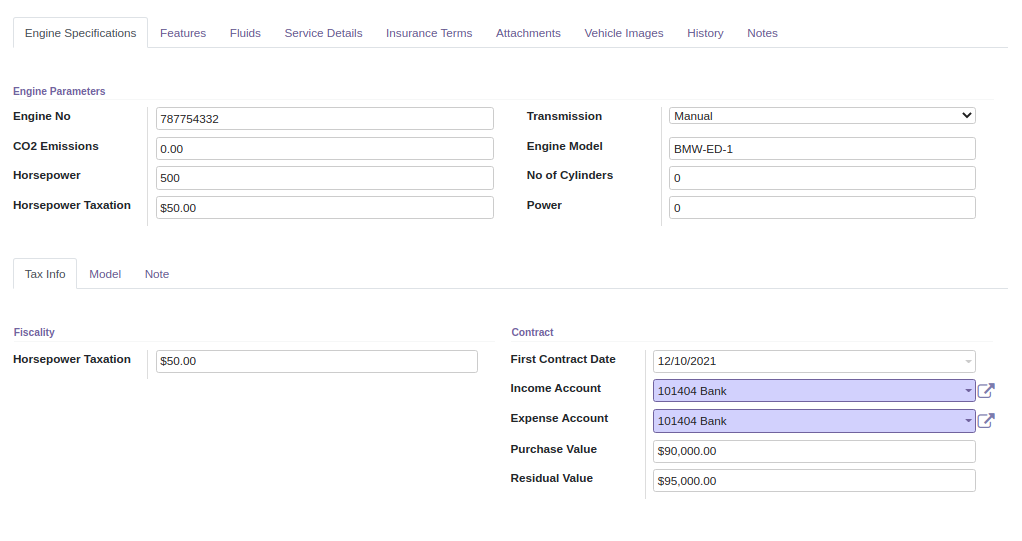 Engine Specifications Features Fluids Service Details Insurance Terms Attachments Vehicle Images History Notes
Engine Parameters
Engine No 787754332 Transmission Manual
CO2 Emissions 0.00 Engine Model BMW-ED-1
Horsepower 500 No of Cylinders 0
Horsepower Taxation $50.00 Power 0
Tax Info Model Note
Fiscality Contract
Horsepower Taxation $50.00 First Contract Date 12/10/2021
Income Account 101404 Bank
Expense Account 101404 Bank
Purchase Value $90,000.00
Residual Value $95,000.00